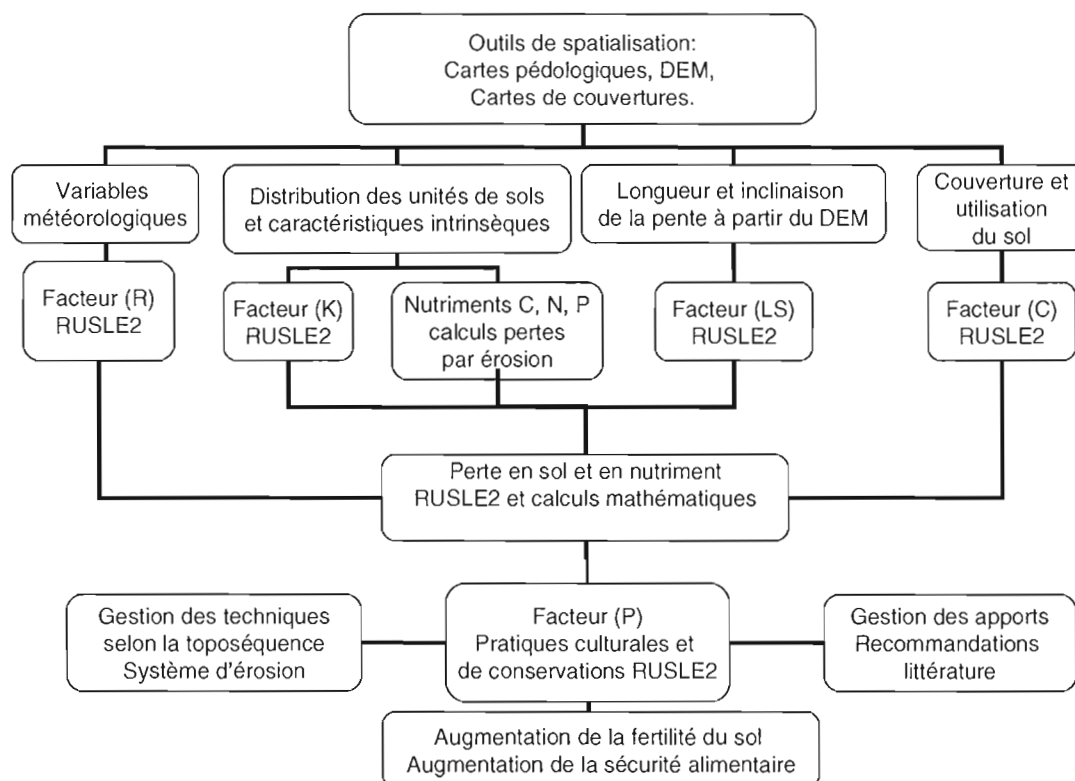 Outils de spatialisation:
Cartes pédologiques, DEM,
Cartes de couvertures.
Variables
météorologiques
Distribution des unités de sols
et caractéristiques intrinsèques
Longueur et inclinaison
de la pente à partir du DEM
Couverture et
utilisation
du sol
Facteur (R)
RUSLE2
Facteur (K)
RUSLE2
Nutriments C, N, P
calculs pertes
par érosion
Facteur (LS)
RUSLE2
Facteur (C)
RUSLE2
Perte en sol et en nutriment
RUSLE2 et calculs mathématiques
Gestion des techniques
selon la toposéquence
Système d'érosion
Facteur (P)
Pratiques culturales et
de conservations RUSLE2
Gestion des apports
Recommandations
littérature
Augmentation de la fertilité du sol
Augmentation de la sécurité alimentaire